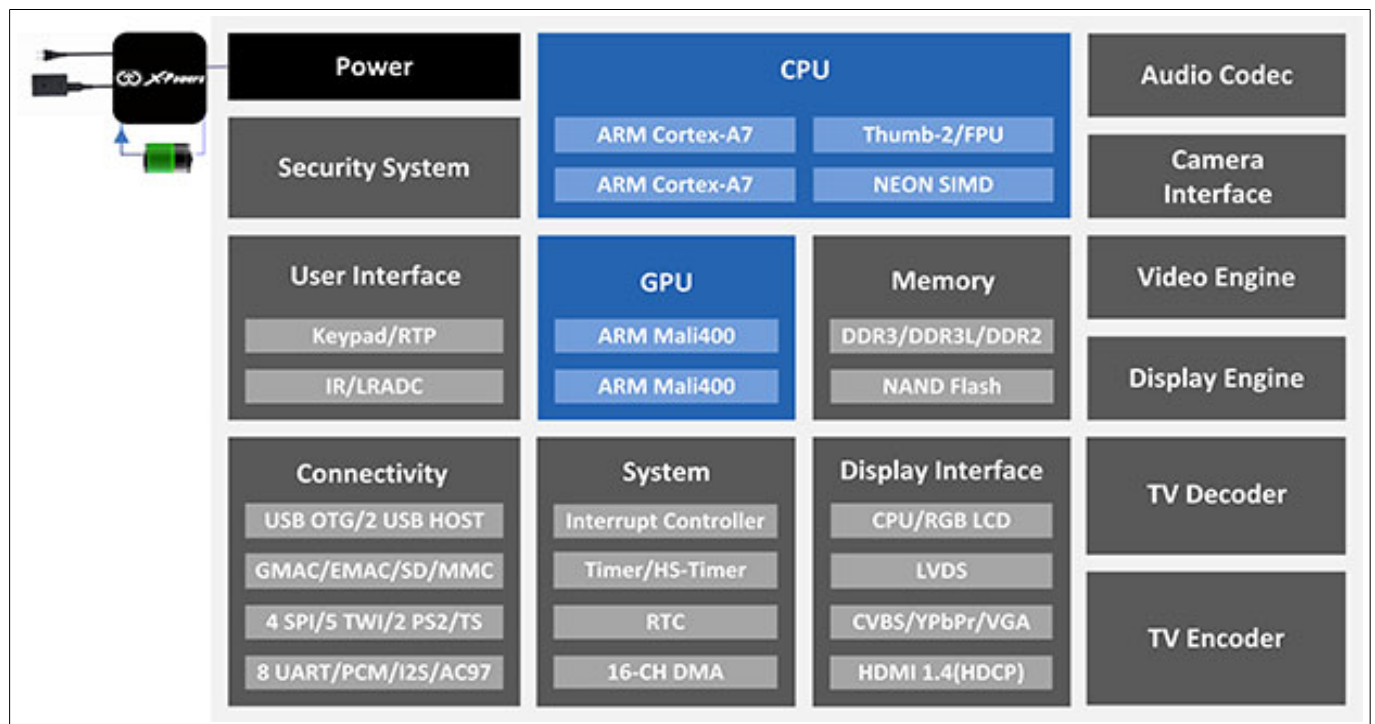 X-Powers
Power
Security System
CPU
ARM Cortex-A7
Thumb-2/FPU
ARM Cortex-A7
NEON SIMD
Audio Codec
Camera
Interface
User Interface
Keypad/RTP
IR/LRADC
GPU
ARM Mali400
ARM Mali400
Memory
DDR3/DDR3L/DDR2
NAND Flash
Video Engine
Display Engine
Connectivity
USB OTG/2 USB HOST
GMAC/EMAC/SD/MMC
4 SPI/5 TWI/2 PS2/TS
8 UART/PCM/I2S/AC97
System
Interrupt Controller
Timer/HS-Timer
RTC
16-CH DMA
Display Interface
CPU/RGB LCD
LVDS
CVBS/YPbPr/VGA
HDMI 1.4(HDCP)
TV Decoder
TV Encoder